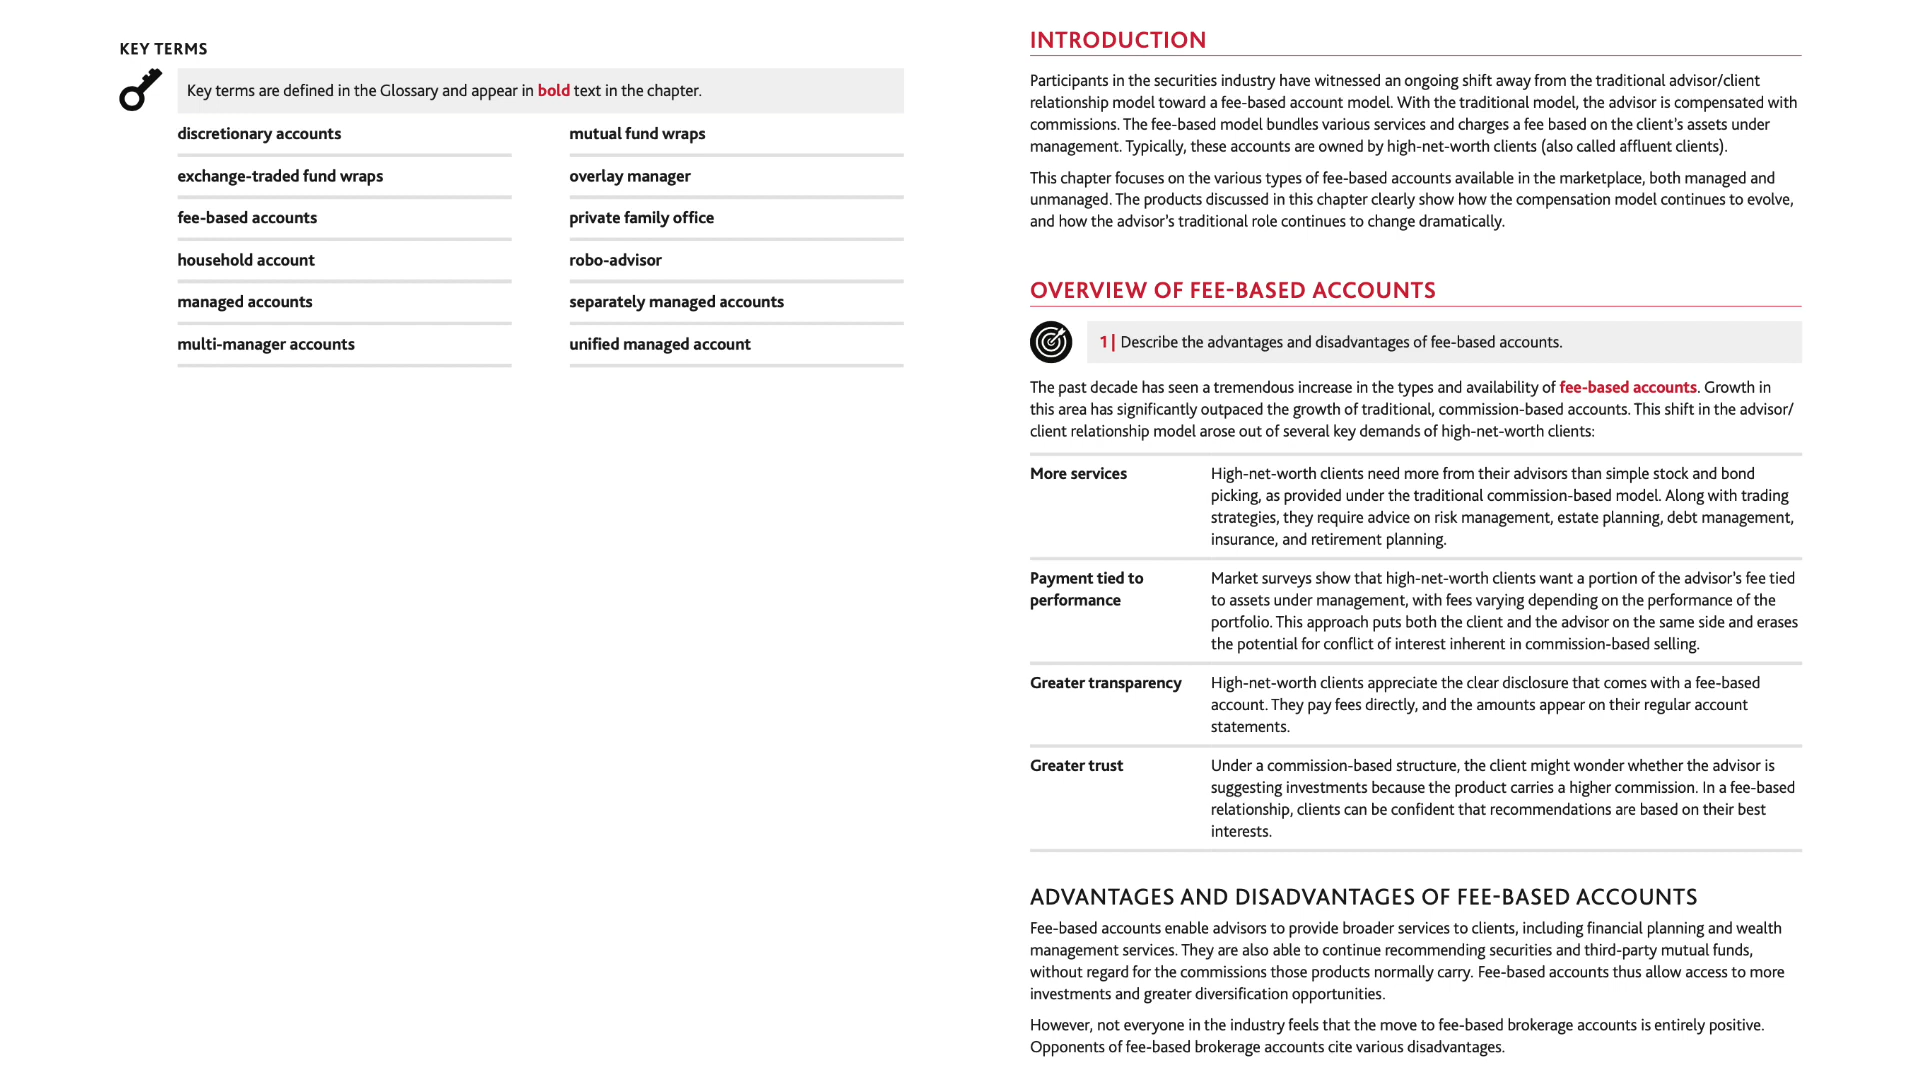 KEY TERMS
Key terms are defined in the Glossary and appear in bold text in the chapter.
discretionary accounts
exchange-traded fund wraps
fee-based accounts
household account
managed accounts
multi-manager accounts
mutual fund wraps
overlay manager
private family office
robo-advisor
separately managed accounts
unified managed account
INTRODUCTION
Participants in the securities industry have witnessed an ongoing shift away from the traditional advisor/client
relationship model toward a fee-based account model. With the traditional model, the advisor is compensated with
commissions. The fee-based model bundles various services and charges a fee based on the client's assets under
management. Typically, these accounts are owned by high-net-worth clients (also called affluent clients).
This chapter focuses on the various types of fee-based accounts available in the marketplace, both managed and
unmanaged. The products discussed in this chapter clearly show how the compensation model continues to evolve,
and how the advisor's traditional role continues to change dramatically.
OVERVIEW OF FEE-BASED ACCOUNTS
1 | Describe the advantages and disadvantages of fee-based accounts.
The past decade has seen a tremendous increase in the types and availability of fee-based accounts. Growth in
this area has significantly outpaced the growth of traditional, commission-based accounts. This shift in the advisor/
client relationship model arose out of several key demands of high-net-worth clients:
More services
High-net-worth clients need more from their advisors than simple stock and bond
picking, as provided under the traditional commission-based model. Along with trading
strategies, they require advice on risk management, estate planning, debt management,
insurance, and retirement planning.
Payment tied to
performance
Market surveys show that high-net-worth clients want a portion of the advisor's fee tied
to assets under management, with fees varying depending on the performance of the
portfolio. This approach puts both the client and the advisor on the same side and erases
the potential for conflict of interest inherent in commission-based selling.
Greater transparency
High-net-worth clients appreciate the clear disclosure that comes with a fee-based
account. They pay fees directly, and the amounts appear on their regular account
statements.
Greater trust
Under a commission-based structure, the client might wonder whether the advisor is
suggesting investments because the product carries a higher commission. In a fee-based
relationship, clients can be confident that recommendations are based on their best
interests.
ADVANTAGES AND DISADVANTAGES OF FEE-BASED ACCOUNTS
Fee-based accounts enable advisors to provide broader services to clients, including financial planning and wealth
management services. They are also able to continue recommending securities and third-party mutual funds,
without regard for the commissions those products normally carry. Fee-based accounts thus allow access to more
investments and greater diversification opportunities.
However, not everyone in the industry feels that the move to fee-based brokerage accounts is entirely positive.
Opponents of fee-based brokerage accounts cite various disadvantages.